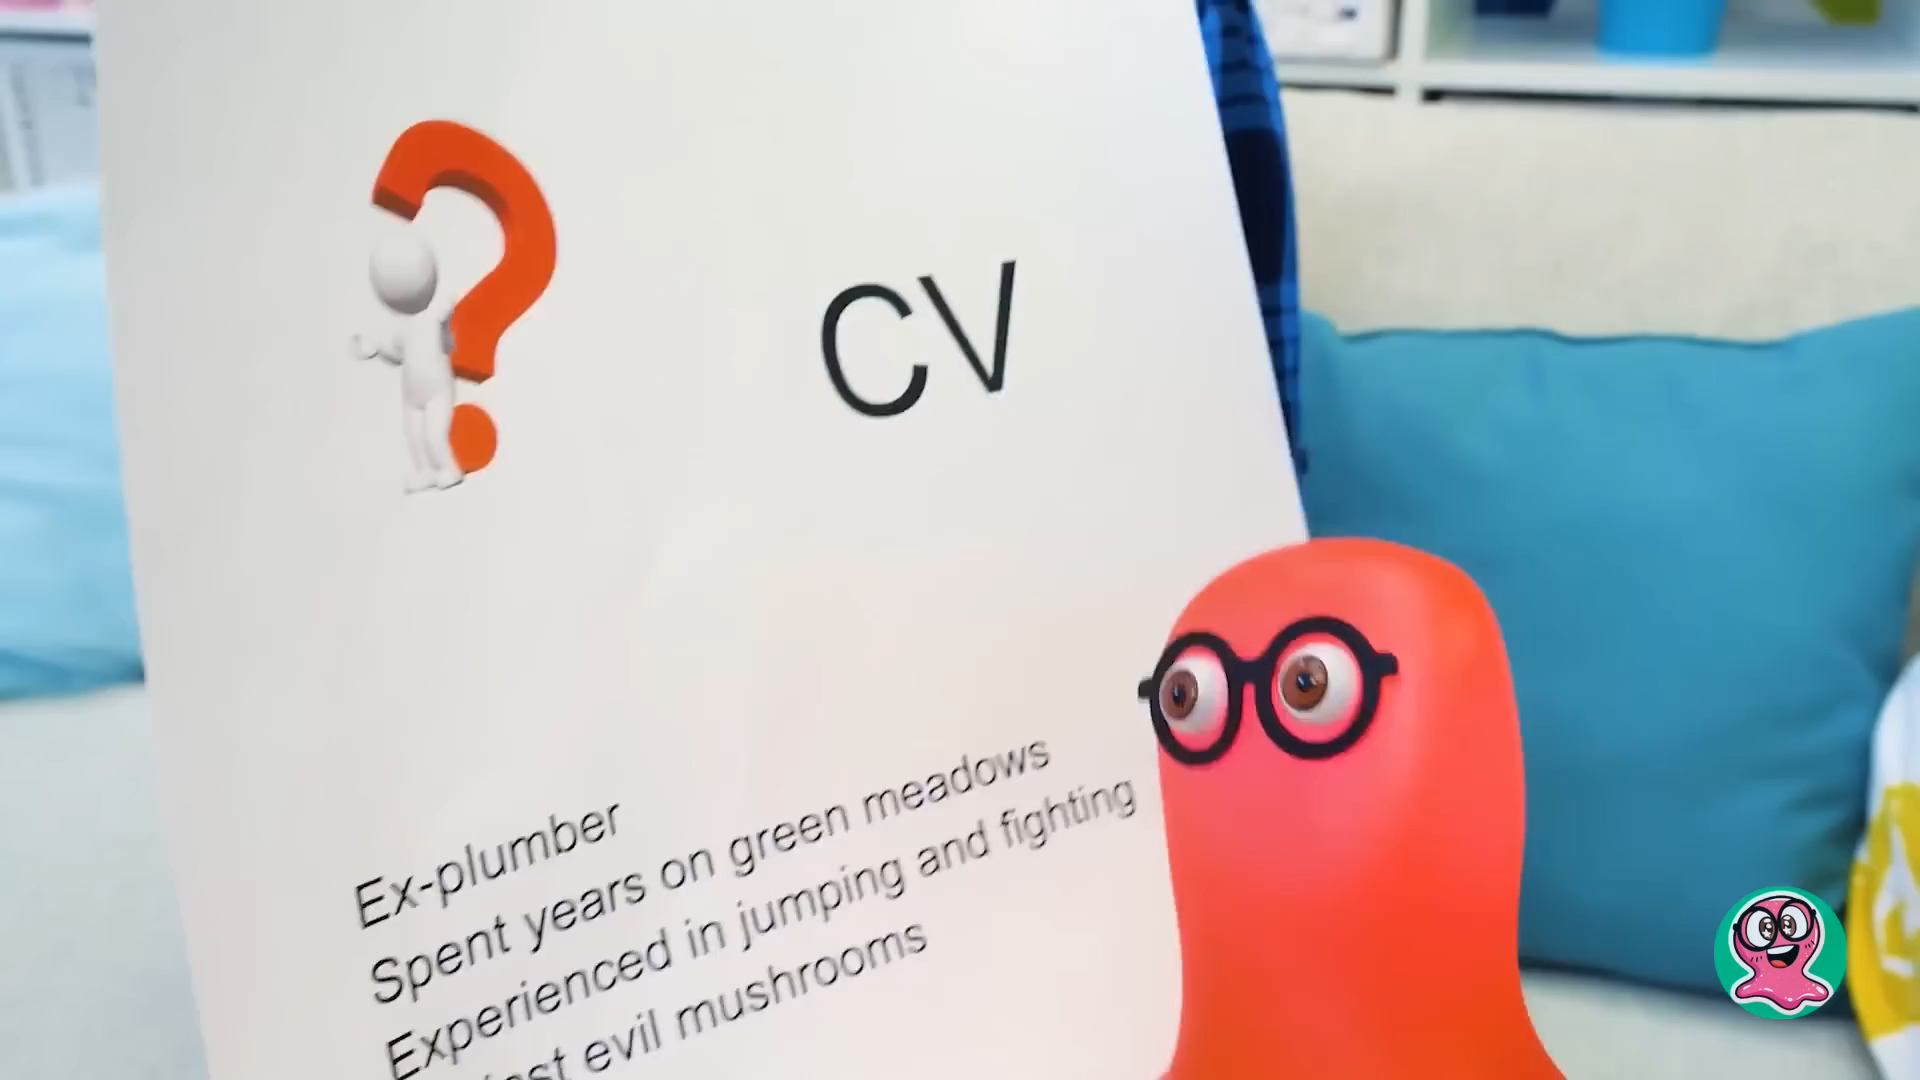 CV
Ex-plumber
Spent years on green meadows
Experienced in jumping and fighting
evil mushrooms